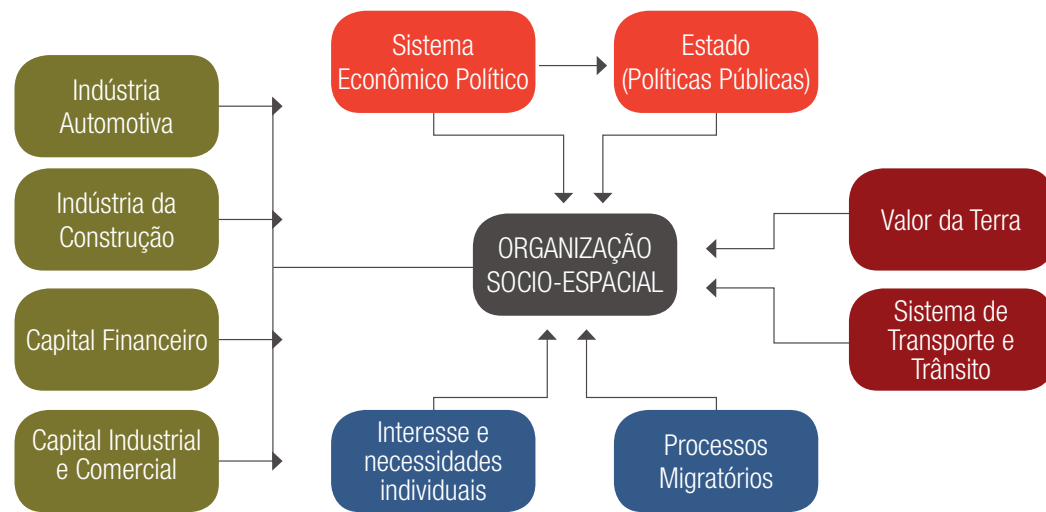 Sistema
Econômico Político
Estado
(Políticas Públicas)
Indústria
Automotiva
Indústria da
Construção
Capital Financeiro
Capital Industrial
e Comercial
ORGANIZAÇÃO
SOCIO-ESPACIAL
Valor da Terra
Sistema de
Transporte e
Trânsito
Interesse e
necessidades
individuais
Processos
Migratórios